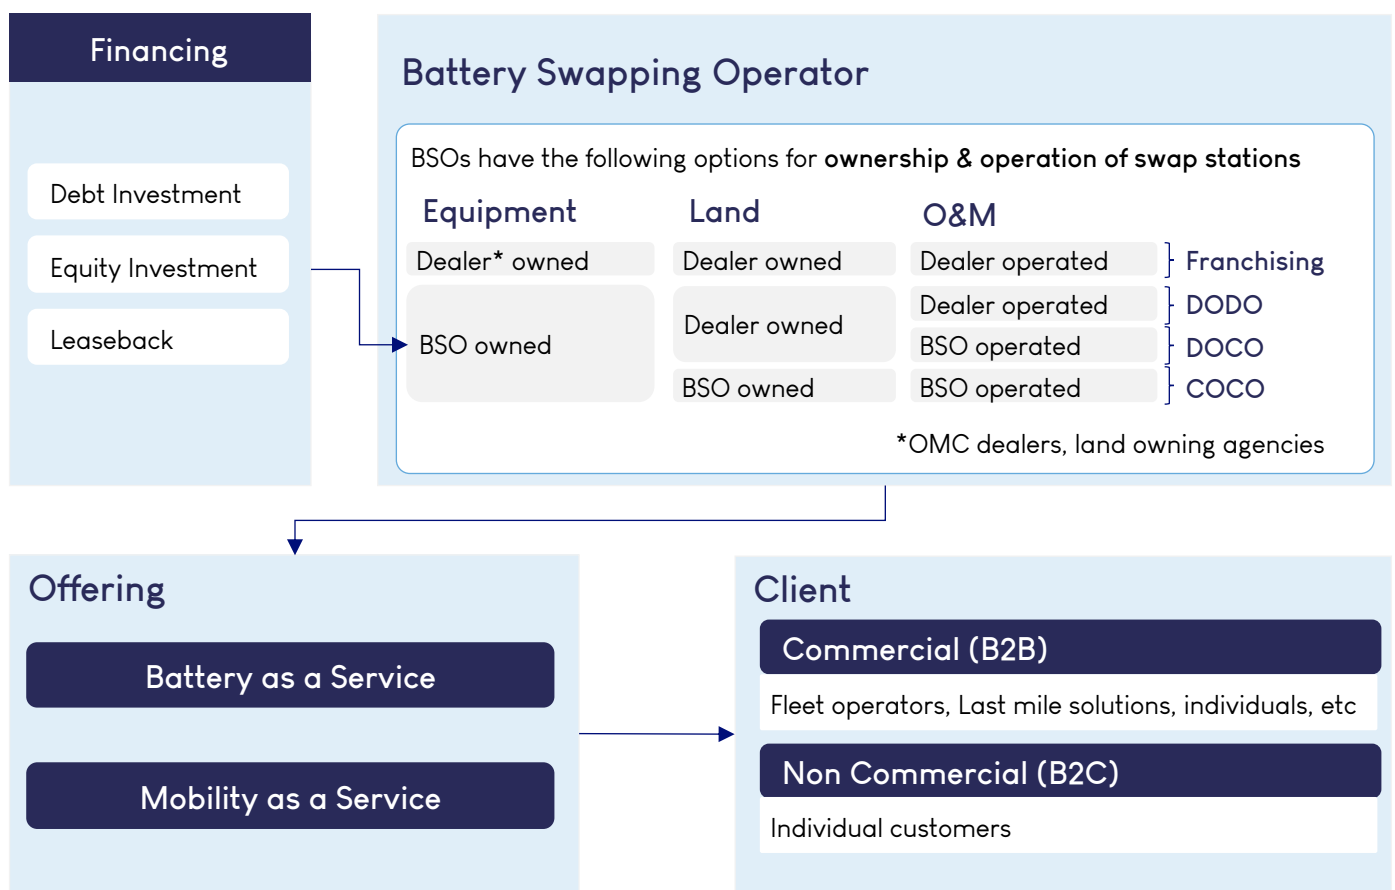 Financing
Debt Investment
Equity Investment
Leaseback
Battery Swapping Operator
BSOs have the following options for ownership & operation of swap stations
Equipment Land O&M
Dealer* owned Dealer owned Dealer operated Franchising
BSO owned Dealer owned Dealer operated DODO
BSO operated DOCO
BSO owned BSO operated COCO
*OMC dealers, land owning agencies
Offering
Battery as a Service
Mobility as a Service
Client
Commercial (B2B)
Fleet operators, Last mile solutions, individuals, etc
Non Commercial (B2C)
Individual customers